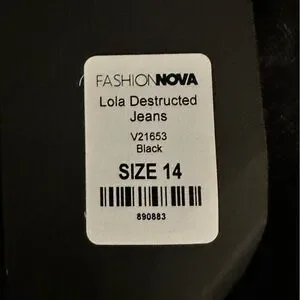 FASHIONNOVA
Lola Destructed
Jeans
V21653
Black
SIZE 14
890883